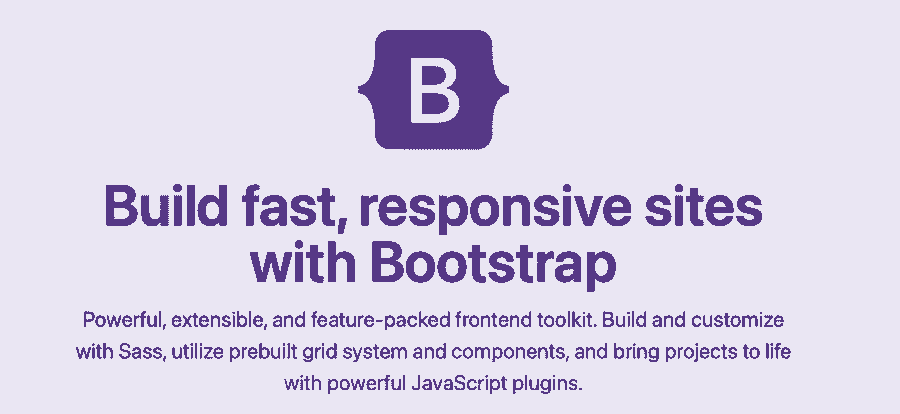 B
Build fast, responsive sites
with Bootstrap
Powerful, extensible, and feature-packed frontend toolkit. Build and customize
with Sass, utilize prebuilt grid system and components, and bring projects to life
with powerful JavaScript plugins.